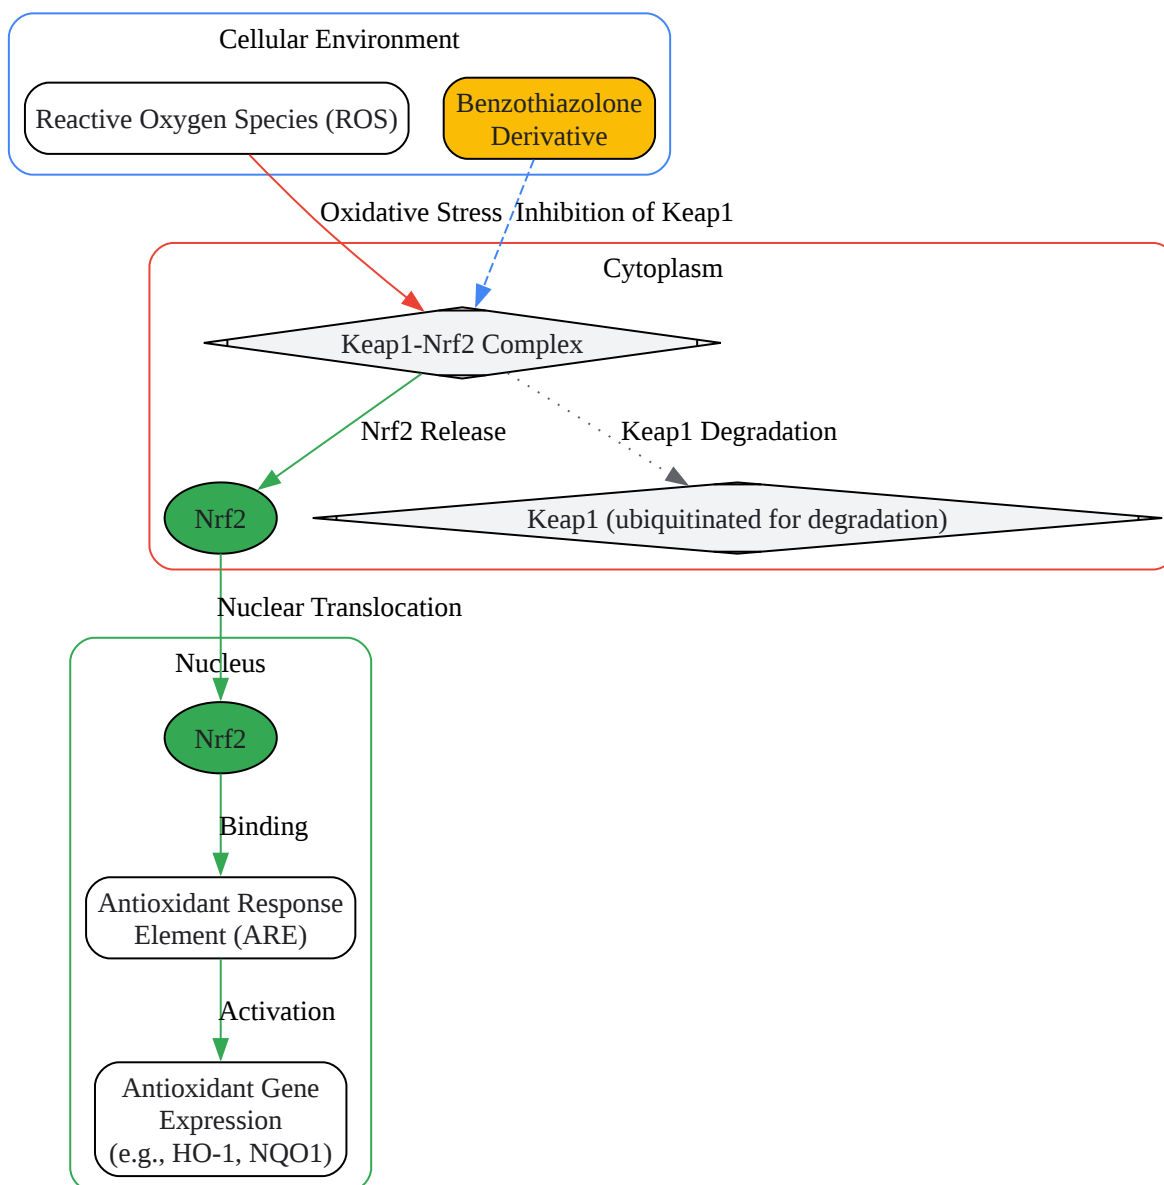 Cellular Environment
Reactive Oxygen Species (ROS)
Benzothiazolone
Derivative
Oxidative Stress
Inhibition of Keap1
Cytoplasm
Keap1-Nrf2 Complex
Nrf2 Release
Keap1 Degradation
Nrf2
Keap1 (ubiquitinated for degradation)
Nuclear Translocation
Nucleus
Nrf2
Binding
Antioxidant Response
Element (ARE)
Activation
Antioxidant Gene
Expression
(e.g., HO-1, NQO1)